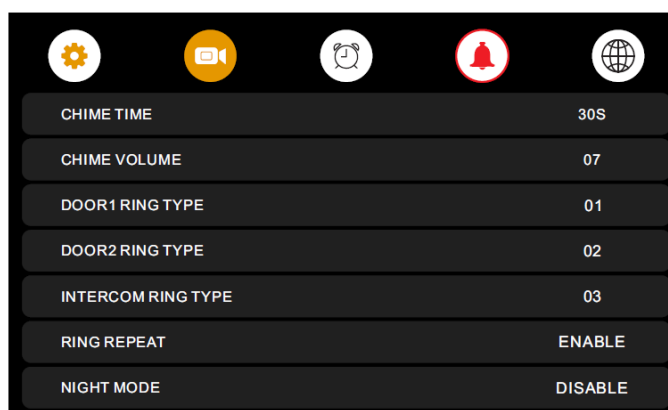 CHIME TIME 30S
CHIME VOLUME 07
DOOR1 RING TYPE 01
DOOR2 RING TYPE 02
INTERCOM RING TYPE 03
RING REPEAT ENABLE
NIGHT MODE DISABLE